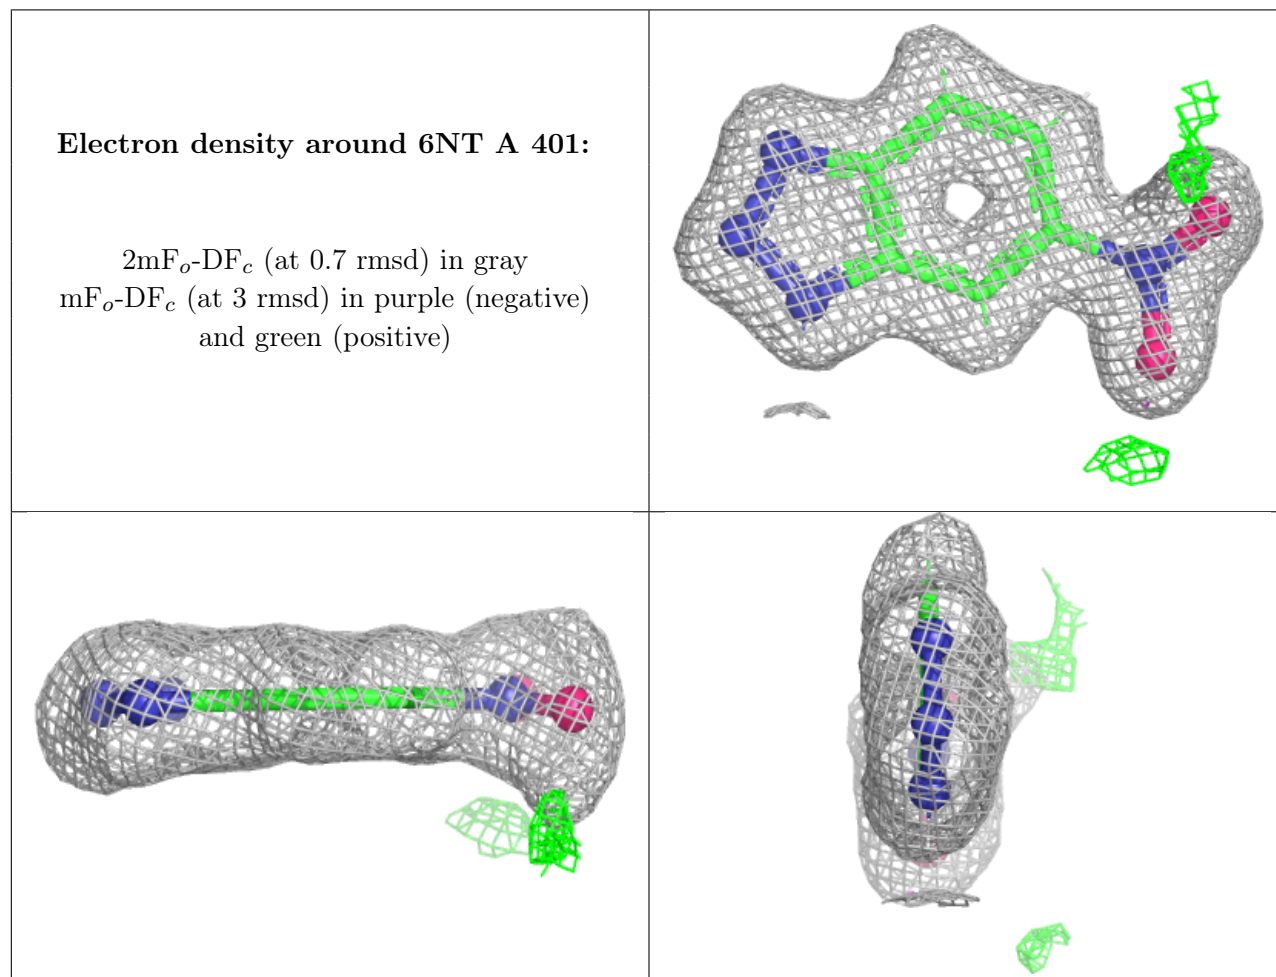 Electron density around 6NT A 401:
2mFₒ-DF𝑐 (at 0.7 rmsd) in gray
mFₒ-DF𝑐 (at 3 rmsd) in purple (negative)
and green (positive)